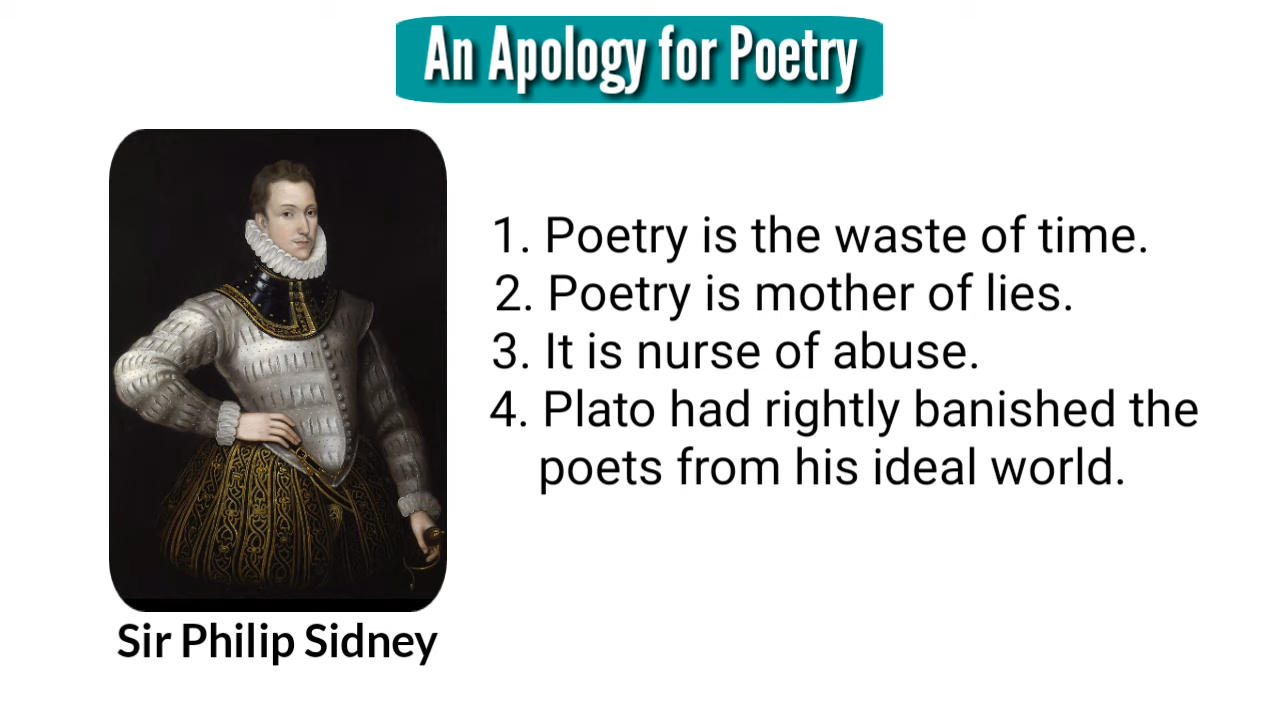 An Apology for Poetry
1. Poetry is the waste of time.
2. Poetry is mother of lies.
3. It is nurse of abuse.
4. Plato had rightly banished the
poets from his ideal world.
Sir Philip Sidney